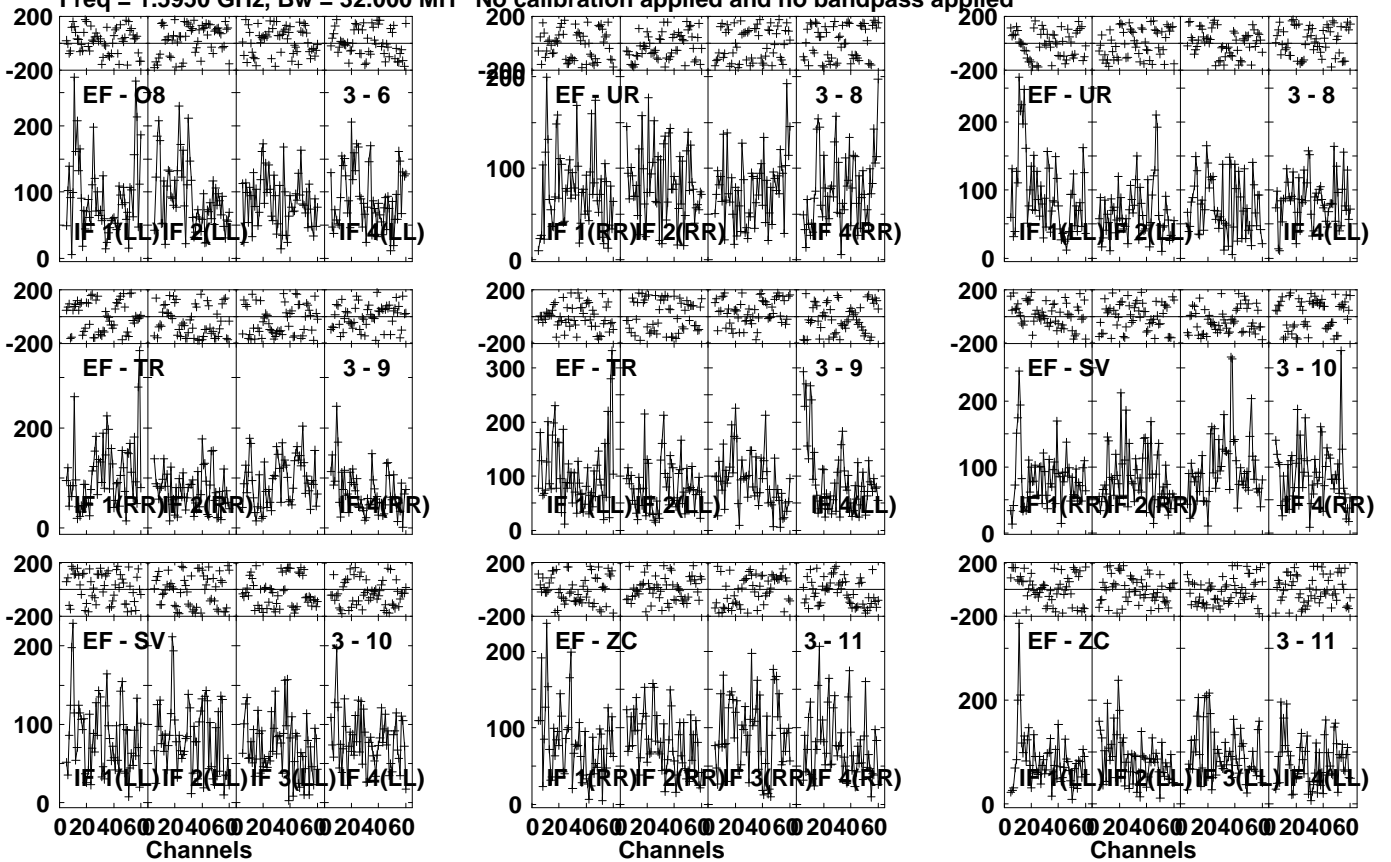 Freq = 1.5950 GHz, Bw = 32.000 MH No calibration applied and no bandpass applied
200
-200
EF - O8 3 - 6
200
100
0
IF 1(LL) IF 2(LL) IF 4(LL)
200
-200
200
EF - UR 3 - 8
100
0
IF 1(RR) IF 2(RR) IF 4(RR)
200
-200
EF - UR 3 - 8
200
100
0
IF 1(LL) IF 2(LL) IF 4(LL)
200
-200
EF - TR 3 - 9
200
0
IF 1(RR) IF 2(RR) IF 4(RR)
200
-200
EF - TR 3 - 9
300
200
100
0
IF 1(LL) IF 2(LL) IF 4(LL)
200
-200
EF - SV 3 - 10
200
100
0
IF 1(RR) IF 2(RR) IF 4(RR)
200
-200
EF - SV 3 - 10
200
100
0
IF 1(LL) IF 2(LL) IF 3(LL) IF 4(LL)
0 20 40 60 0 20 40 60 0 20 40 60 0 20 40 60
Channels
200
-200
EF - ZC 3 - 11
200
100
0
IF 1(RR) IF 2(RR) IF 3(RR) IF 4(RR)
0 20 40 60 0 20 40 60 0 20 40 60 0 20 40 60
Channels
200
-200
EF - ZC 3 - 11
200
0
IF 1(LL) IF 2(LL) IF 3(LL) IF 4(LL)
0 20 40 60 0 20 40 60 0 20 40 60 0 20 40 60
Channels